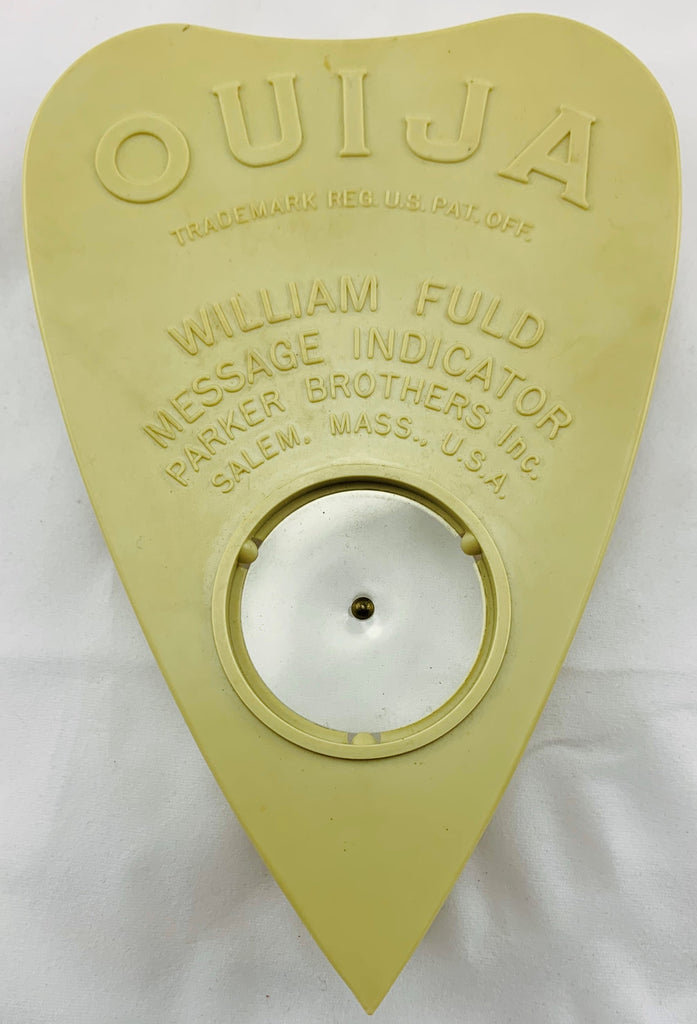 OUIJA
TRADEMARK REG. U.S. PAT. OFF.
WILLIAM FULD
MESSAGE INDICATOR
PARKER BROTHERS Inc.
SALEM, MASS., U.S.A.